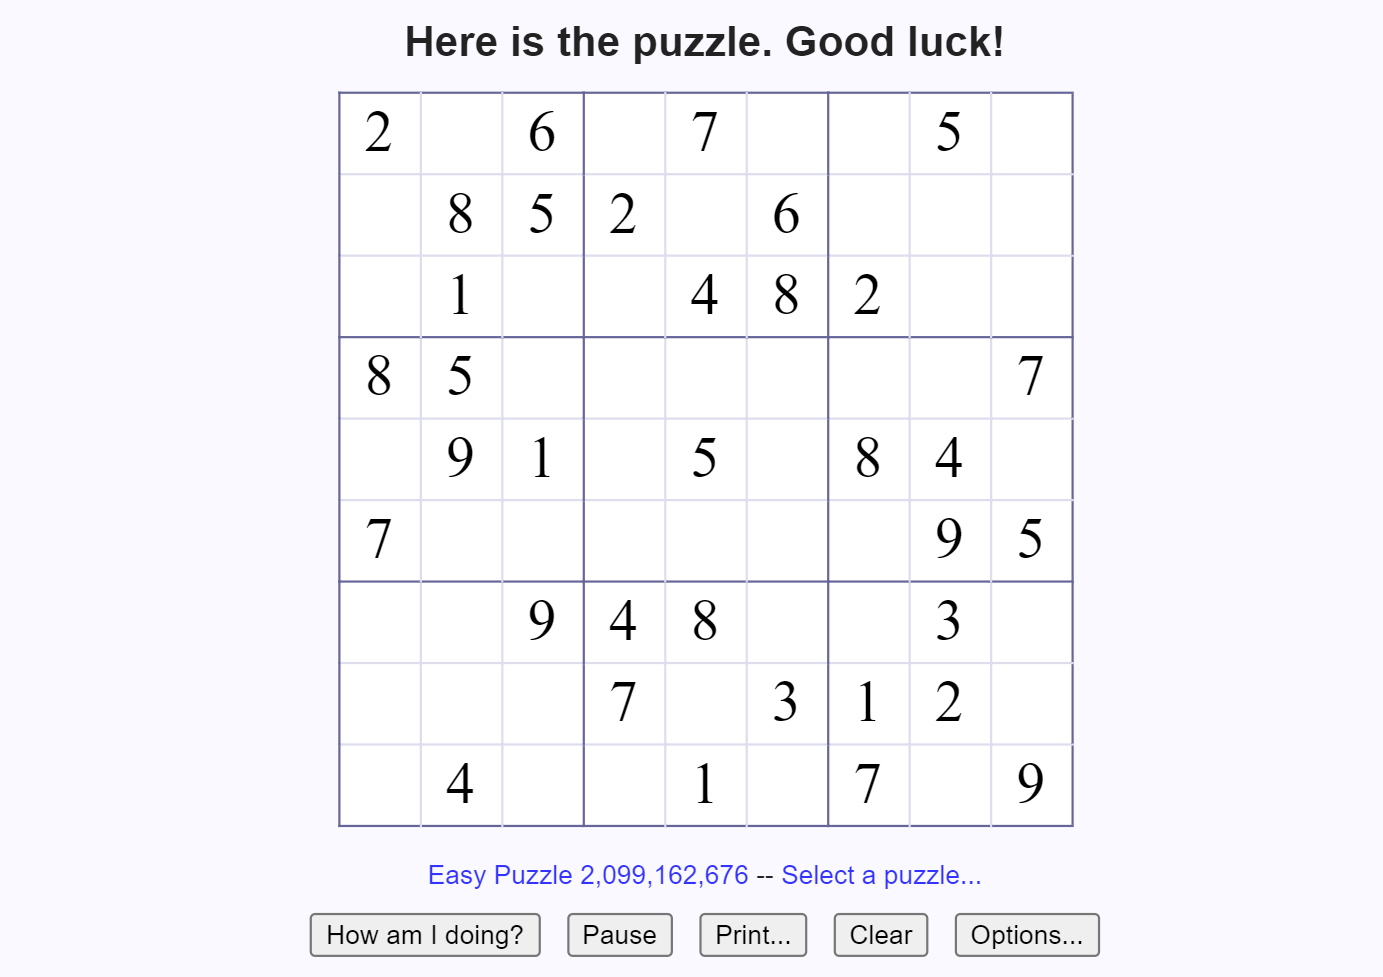 Here is the puzzle. Good luck!
2 6 7 5
8 5 2 6
1 4 8 2
8 5 7
9 1 5 8 4
7 9 5
9 4 8 3
7 3 1 2
4 1 7 9
Easy Puzzle 2,099,162,676 -- Select a puzzle...
How am I doing? Pause Print... Clear Options...